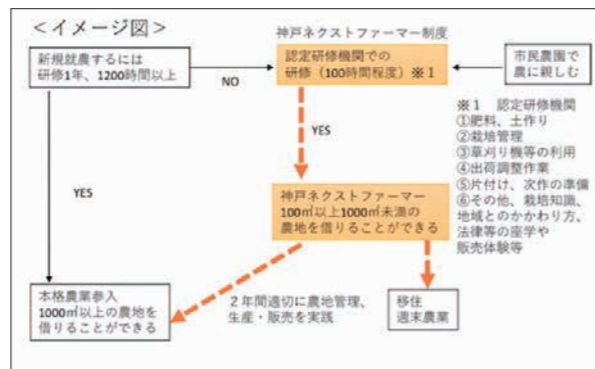 ＜イメージ図＞
神戸ネクストファーマー制度
新規就農するには
研修1年、1200時間以上
NO
認定研修機関での
研修（100時間程度）※１
市民農園で
農に親しむ
YES
※１　認定研修機関
①肥料、土作り
②栽培管理
③草刈り機等の利用
④出荷調整作業
⑤片付け、次作の準備
⑥その他、栽培知識、
地域とのかかわり方、
法律等の座学や
販売体験等
YES
神戸ネクストファーマー
100㎡以上1000㎡未満の
農地を借りることができる
本格農業参入
1000㎡以上の農地を
借りることができる
２年間適切に農地管理、
生産・販売を実践
移住
週末農業